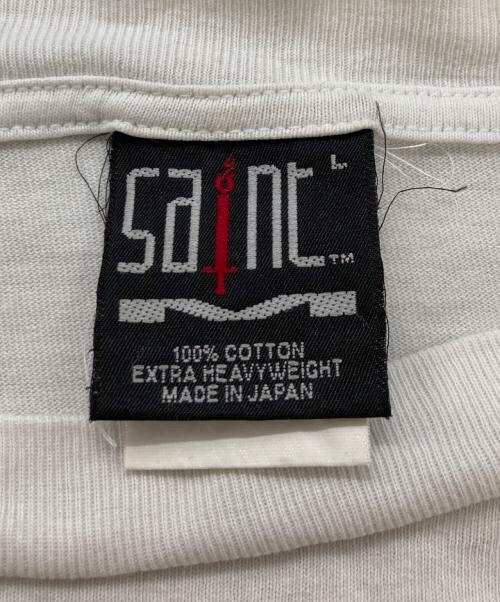 saint L
TM
100% COTTON
EXTRA HEAVYWEIGHT
MADE IN JAPAN